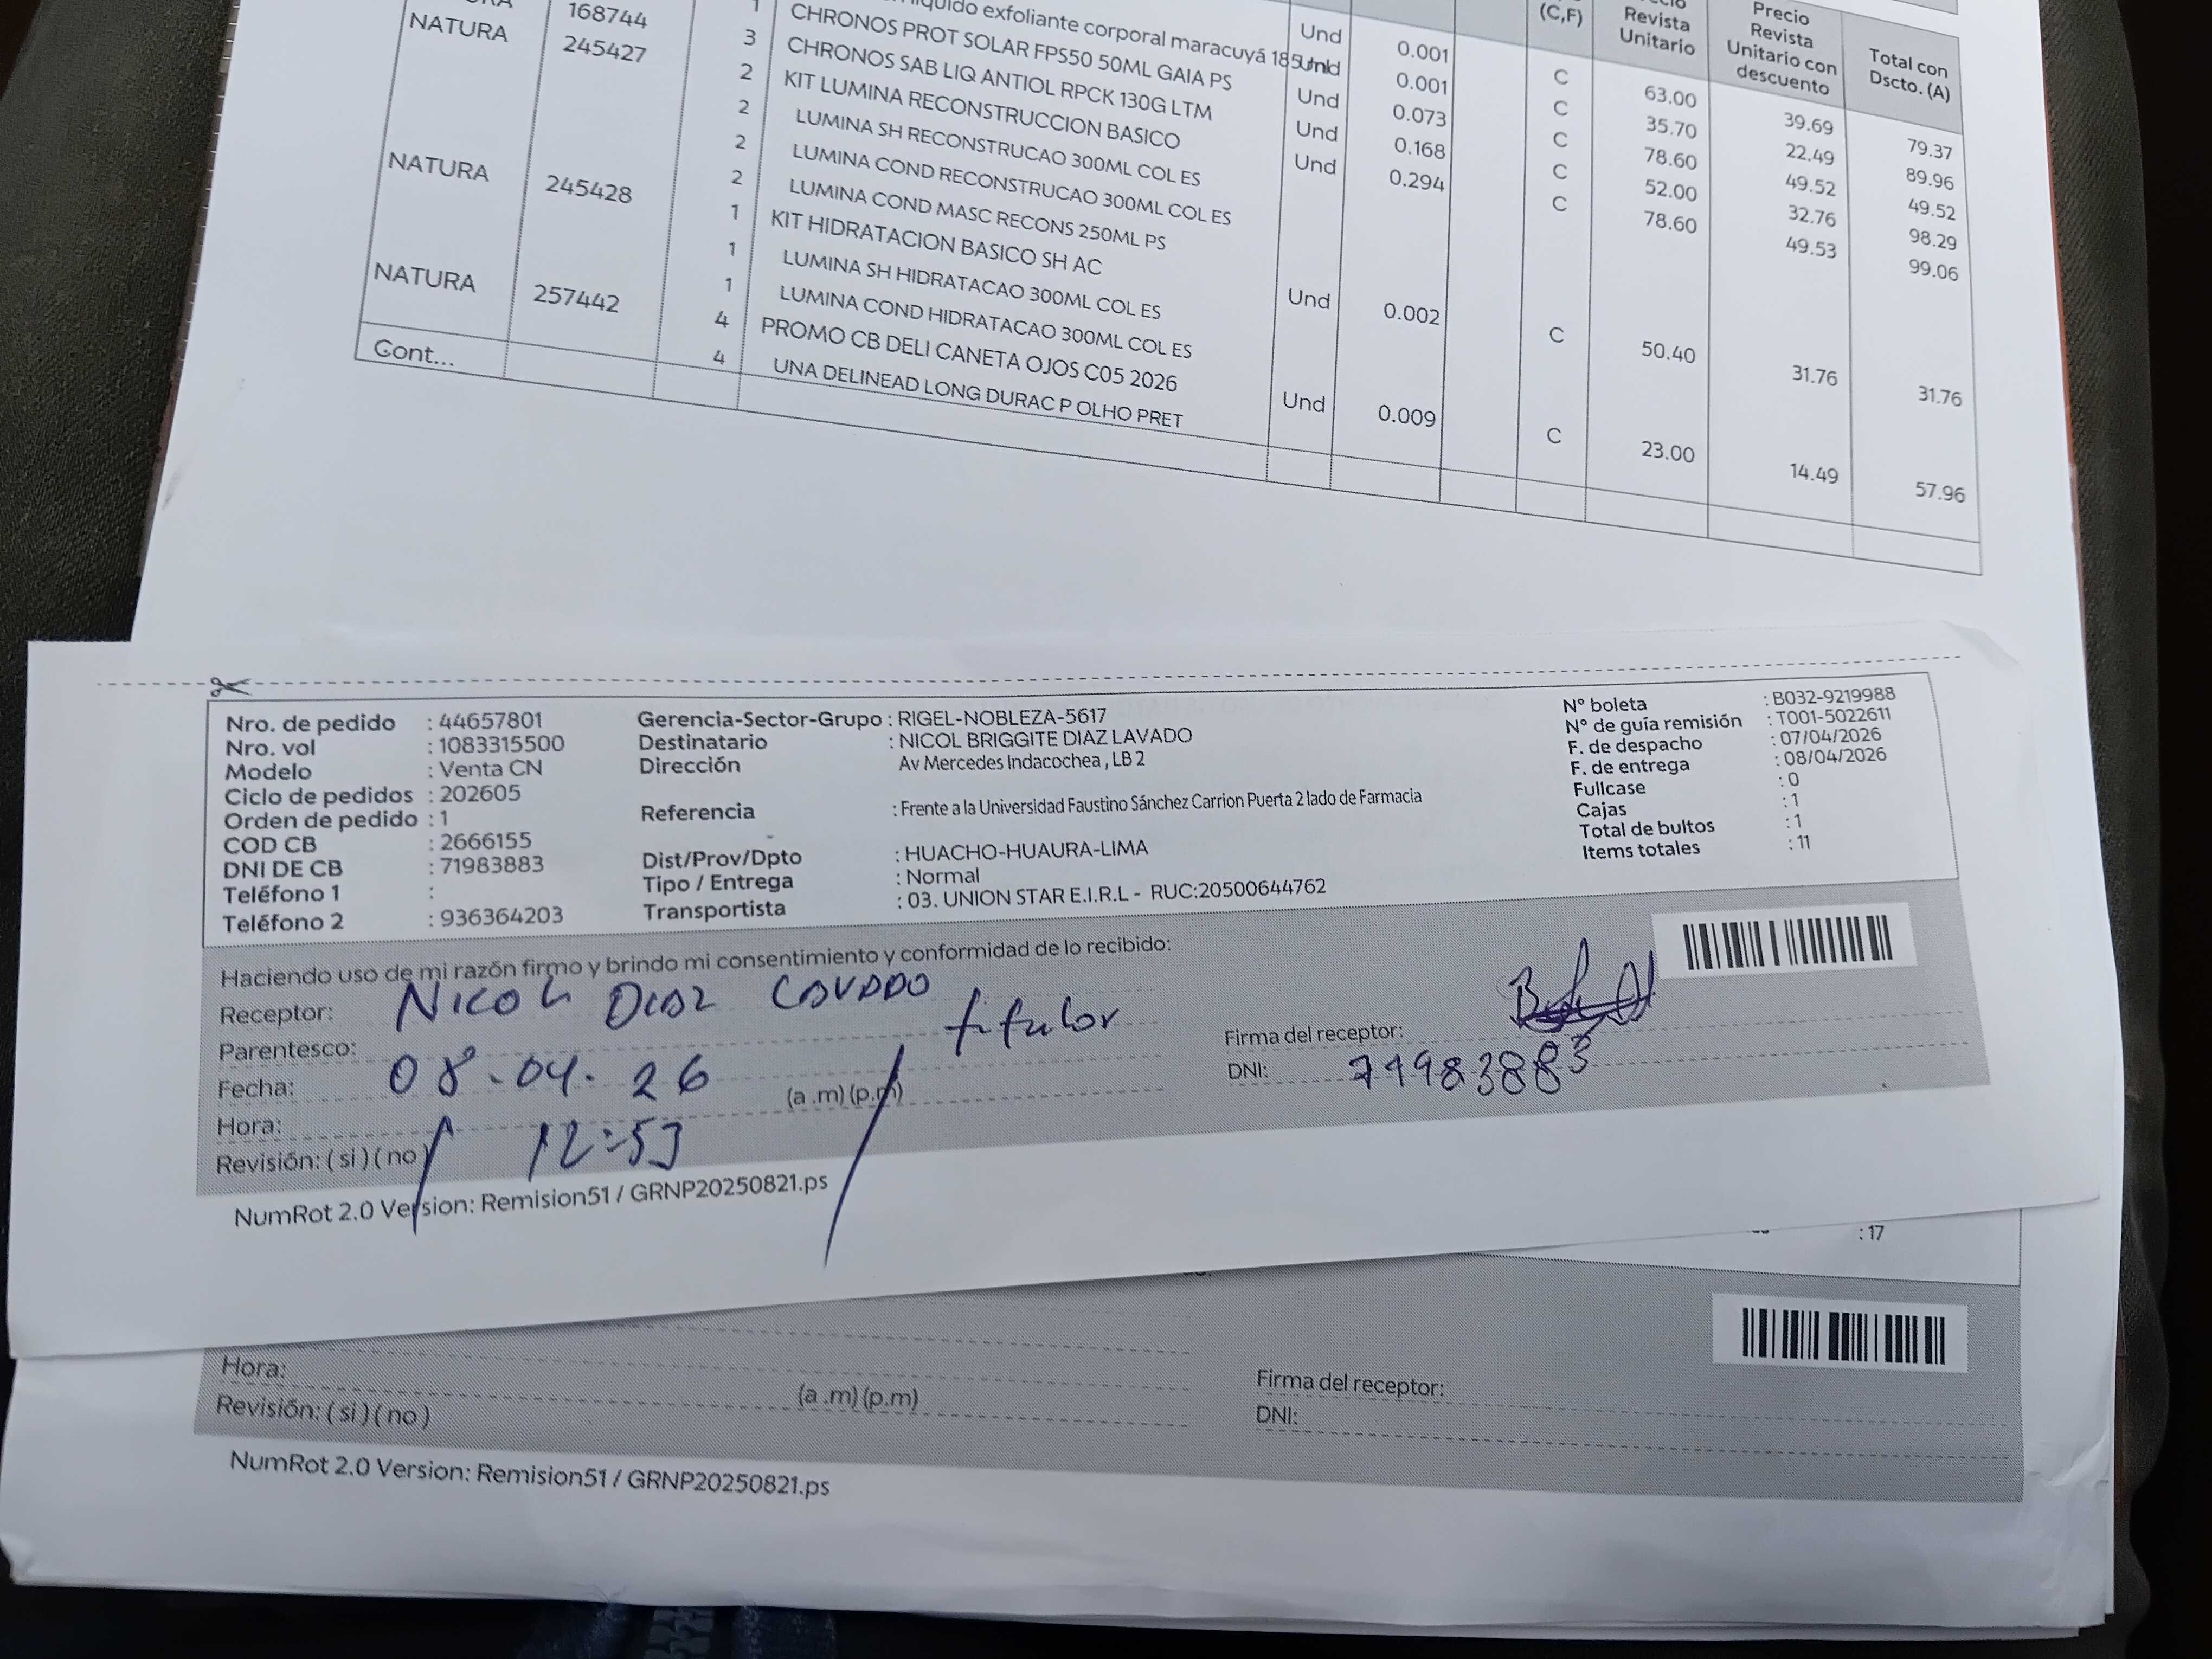 (C,F) Revista Unitario Precio Revista Unitario con descuento Total con Dscto. (A)
exfoliante corporal maracuyá 185 Und 0.001 C 63.00 39.69 79.37
168744 1 CHRONOS PROT SOLAR FPS50 50ML GAIA PS Und 0.001 C 35.70 22.49 89.96
NATURA 245427 3 CHRONOS SAB LIQ ANTIOL RPCK 130G LTM Und 0.073 C 78.60 49.52 49.52
2 KIT LUMINA RECONSTRUCCION BASICO Und 0.168 C 52.00 32.76 98.29
2 LUMINA SH RECONSTRUCAO 300ML COL ES Und 0.294 C 78.60 49.53 99.06
2 LUMINA COND RECONSTRUCAO 300ML COL ES
2 LUMINA COND MASC RECONS 250ML PS
NATURA 245428 1 KIT HIDRATACION BASICO SH AC Und 0.002 C 50.40 31.76 31.76
1 LUMINA SH HIDRATACAO 300ML COL ES
1 LUMINA COND HIDRATACAO 300ML COL ES
NATURA 257442 4 PROMO CB DELI CANETA OJOS C05 2026 Und 0.009 C 23.00 14.49 57.96
4 UNA DELINEAD LONG DURAC P OLHO PRET
Cont...
Nro. de pedido : 44657801 Gerencia-Sector-Grupo : RIGEL-NOBLEZA-5617 Nº boleta : B032-9219988
Nro. vol : 1083315500 Destinatario : NICOL BRIGGITE DIAZ LAVADO Nº de guía remisión : T001-5022611
Modelo : Venta CN Dirección Av Mercedes Indacochea , LB 2 F. de despacho : 07/04/2026
Ciclo de pedidos : 202605 F. de entrega : 08/04/2026
Orden de pedido : 1 Referencia : Frente a la Universidad Faustino Sánchez Carrion Puerta 2 lado de Farmacia Fullcase : 0
COD CB : 2666155 Cajas : 1
DNI DE CB : 71983883 Dist/Prov/Dpto : HUACHO-HUAURA-LIMA Total de bultos : 1
Teléfono 1 : Tipo / Entrega : Normal Items totales : 11
Teléfono 2 : 936364203 Transportista : 03. UNION STAR E.I.R.L - RUC:20500644762
Haciendo uso de mi razón firmo y brindo mi consentimiento y conformidad de lo recibido:
Receptor: NICOL DIAZ LAVADO
Parentesco: titular Firma del receptor:
Fecha: 08-04-26 DNI: 71983883
Hora: 12:53 (a .m) (p.m)
Revisión: ( si ) ( no )
NumRot 2.0 Version: Remision51 / GRNP20250821.ps
: 17
Hora: (a .m) (p.m) Firma del receptor:
Revisión: ( si ) ( no ) DNI:
NumRot 2.0 Version: Remision51 / GRNP20250821.ps